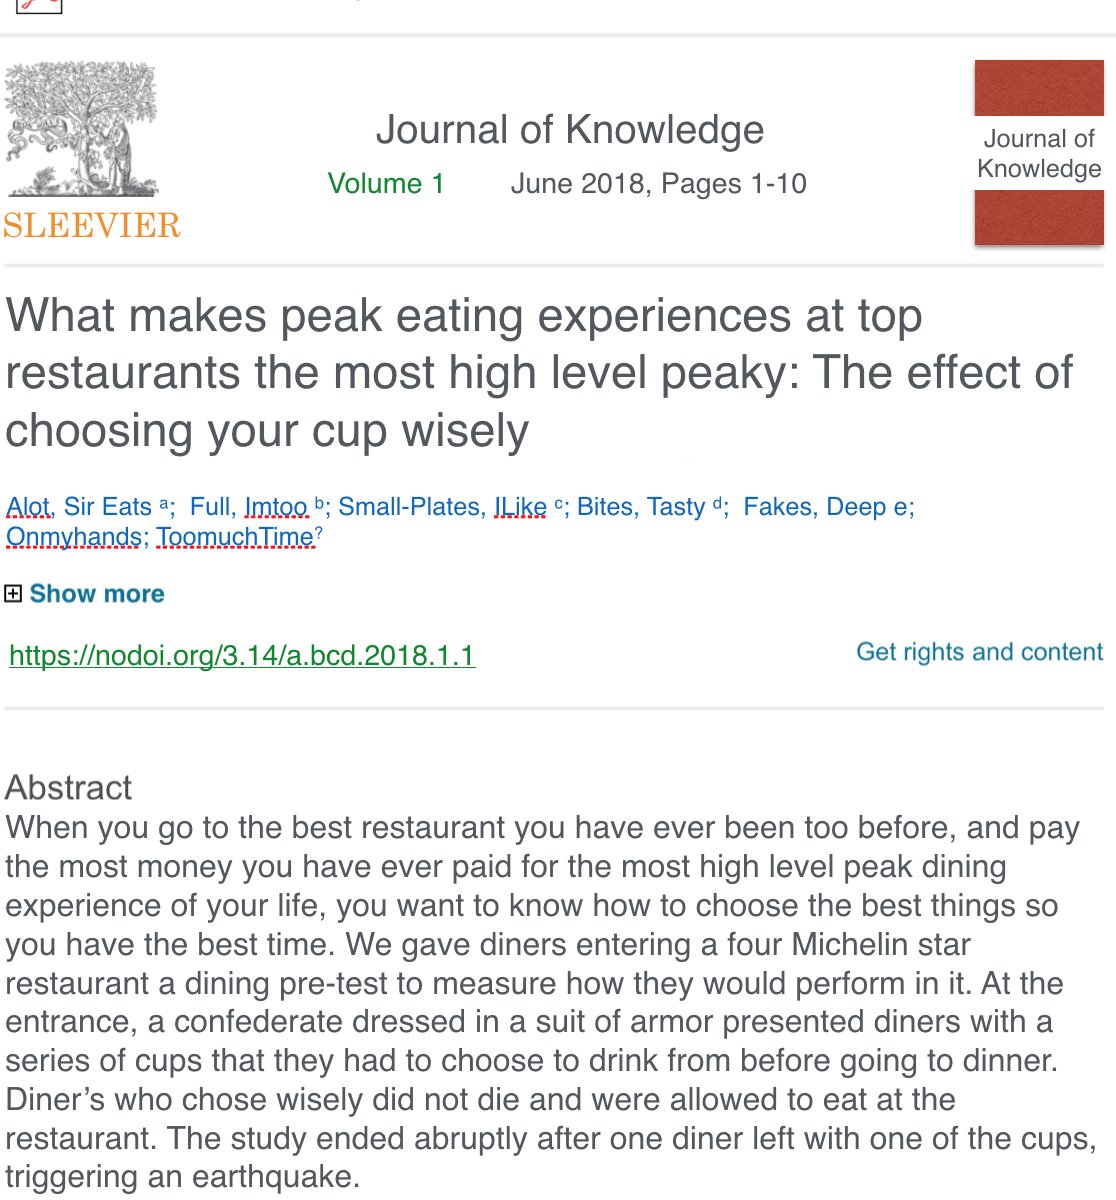 Journal of Knowledge
Volume 1 June 2018, Pages 1-10
Journal of
Knowledge
SLEEVIER
What makes peak eating experiences at top
restaurants the most high level peaky: The effect of
choosing your cup wisely
Alot, Sir Eats a; Full, Imtoo b; Small-Plates, ILike c; Bites, Tasty d; Fakes, Deep e;
Onmyhands; ToomuchTime?
Show more
https://nodoi.org/3.14/a.bcd.2018.1.1
Get rights and content
Abstract
When you go to the best restaurant you have ever been too before, and pay
the most money you have ever paid for the most high level peak dining
experience of your life, you want to know how to choose the best things so
you have the best time. We gave diners entering a four Michelin star
restaurant a dining pre-test to measure how they would perform in it. At the
entrance, a confederate dressed in a suit of armor presented diners with a
series of cups that they had to choose to drink from before going to dinner.
Diner’s who chose wisely did not die and were allowed to eat at the
restaurant. The study ended abruptly after one diner left with one of the cups,
triggering an earthquake.